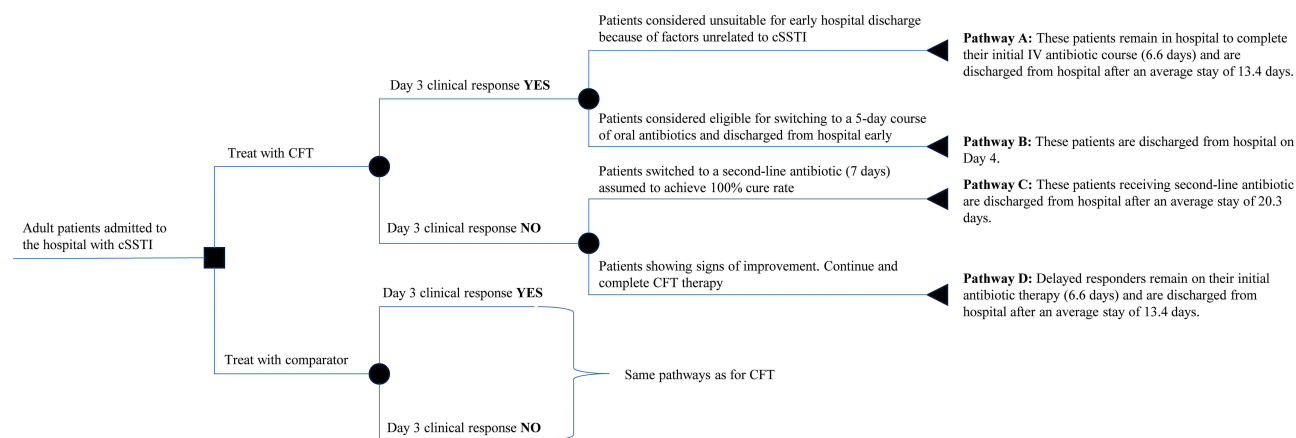 Patients considered unsuitable for early hospital discharge
because of factors unrelated to cSSTI
Pathway A: These patients remain in hospital to complete
their initial IV antibiotic course (6.6 days) and are
discharged from hospital after an average stay of 13.4 days.
Day 3 clinical response YES
Patients considered eligible for switching to a 5-day course
of oral antibiotics and discharged from hospital early
Pathway B: These patients are discharged from hospital on
Day 4.
Treat with CFT
Patients switched to a second-line antibiotic (7 days)
assumed to achieve 100% cure rate
Pathway C: These patients receiving second-line antibiotic
are discharged from hospital after an average stay of 20.3
days.
Day 3 clinical response NO
Adult patients admitted to
the hospital with cSSTI
Patients showing signs of improvement. Continue and
complete CFT therapy
Pathway D: Delayed responders remain on their initial
antibiotic therapy (6.6 days) and are discharged from
hospital after an average stay of 13.4 days.
Day 3 clinical response YES
Treat with comparator
Same pathways as for CFT
Day 3 clinical response NO